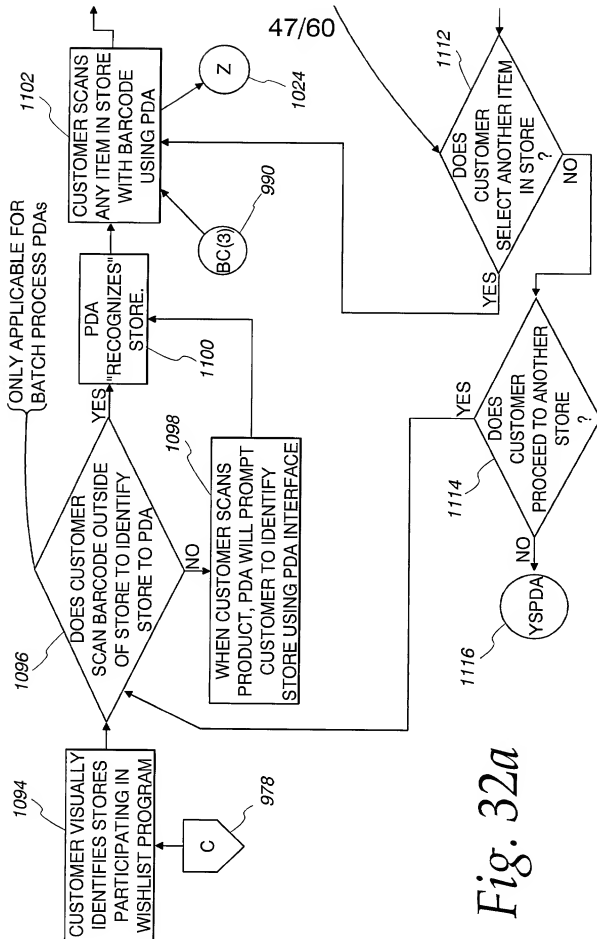 47/60
1094
CUSTOMER VISUALLY
IDENTIFIES STORES
PARTICIPATING IN
WISHLIST PROGRAM
C
978
1096
DOES CUSTOMER
SCAN BARCODE OUTSIDE
OF STORE TO IDENTIFY
STORE TO PDA
YES
NO
ONLY APPLICABLE FOR
BATCH PROCESS PDAs
1098
WHEN CUSTOMER SCANS
PRODUCT, PDA WILL PROMPT
CUSTOMER TO IDENTIFY
STORE USING PDA INTERFACE.
PDA
"RECOGNIZES"
STORE.
1100
1102
CUSTOMER SCANS
ANY ITEM IN STORE
WITH BARCODE
USING PDA
BC(3)
990
Z
1024
1112
DOES
CUSTOMER
SELECT ANOTHER ITEM
IN STORE
?
YES
NO
1114
DOES
CUSTOMER
PROCEED TO ANOTHER
STORE
?
YES
NO
YSPDA
1116
Fig. 32a